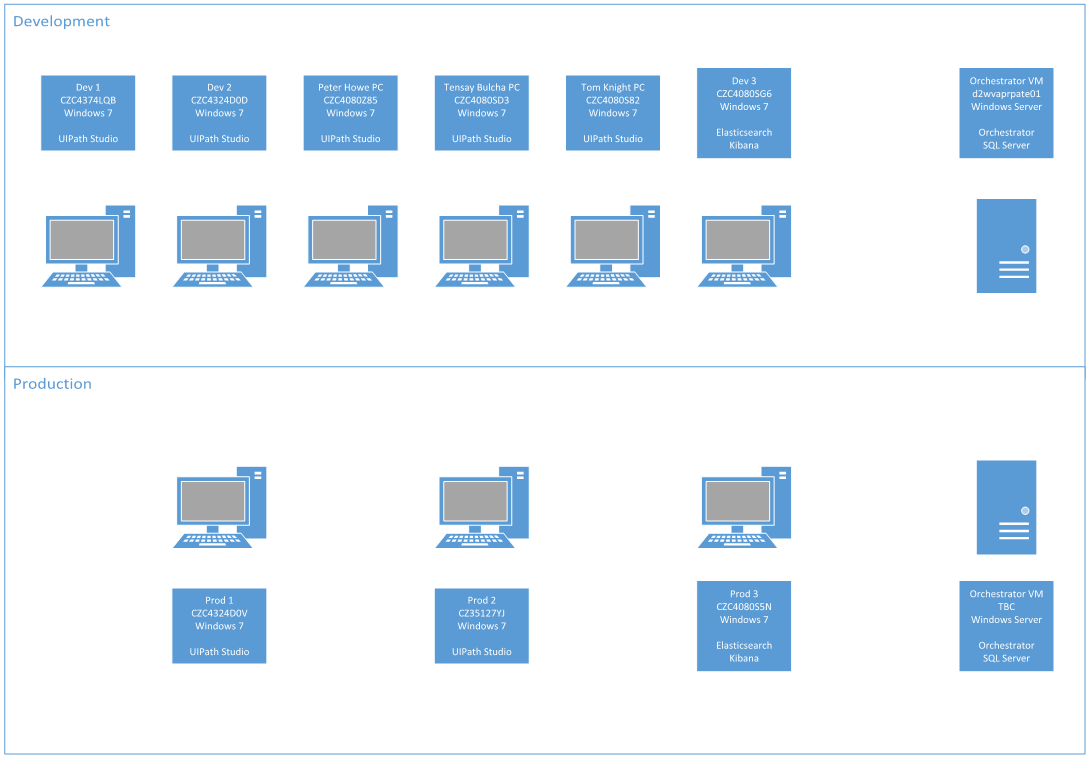 Development
Dev 1
CZC4374LQB
Windows 7
UIPath Studio
Dev 2
CZC4324D0D
Windows 7
UIPath Studio
Peter Howe PC
CZC4080Z85
Windows 7
UIPath Studio
Tensay Bulcha PC
CZC4080SD3
Windows 7
UIPath Studio
Tom Knight PC
CZC4080S82
Windows 7
UIPath Studio
Dev 3
CZC4080SG6
Windows 7
Elasticsearch
Kibana
Orchestrator VM
d2wvaprpate01
Windows Server
Orchestrator
SQL Server
Production
Prod 1
CZC4324D0V
Windows 7
UIPath Studio
Prod 2
CZ35127YJ
Windows 7
UIPath Studio
Prod 3
CZC4080S5N
Windows 7
Elasticsearch
Kibana
Orchestrator VM
TBC
Windows Server
Orchestrator
SQL Server